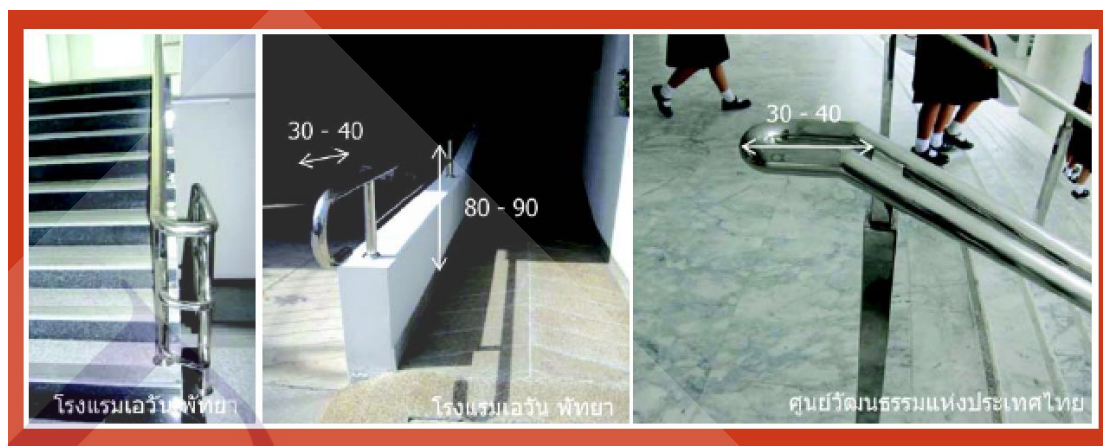 30 - 40
80 - 90
30 - 40
โรงแรมเอวัน พัทยา
โรงแรมเอวัน พัทยา
ศูนย์วัฒนธรรมแห่งประเทศไทย